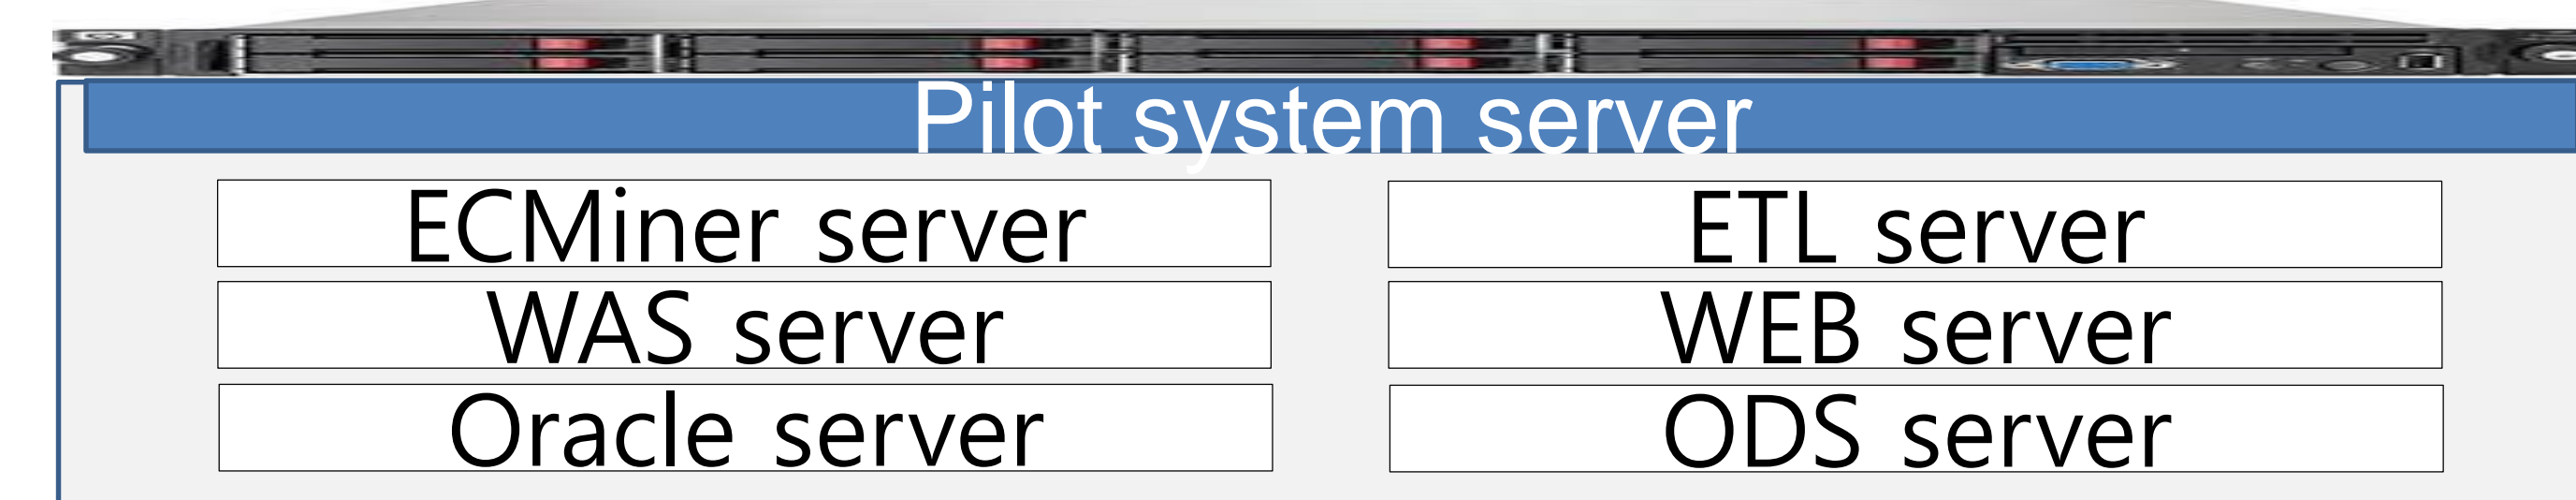 Pilot system server
ECMiner server
ETL server
WAS server
WEB server
Oracle server
ODS server